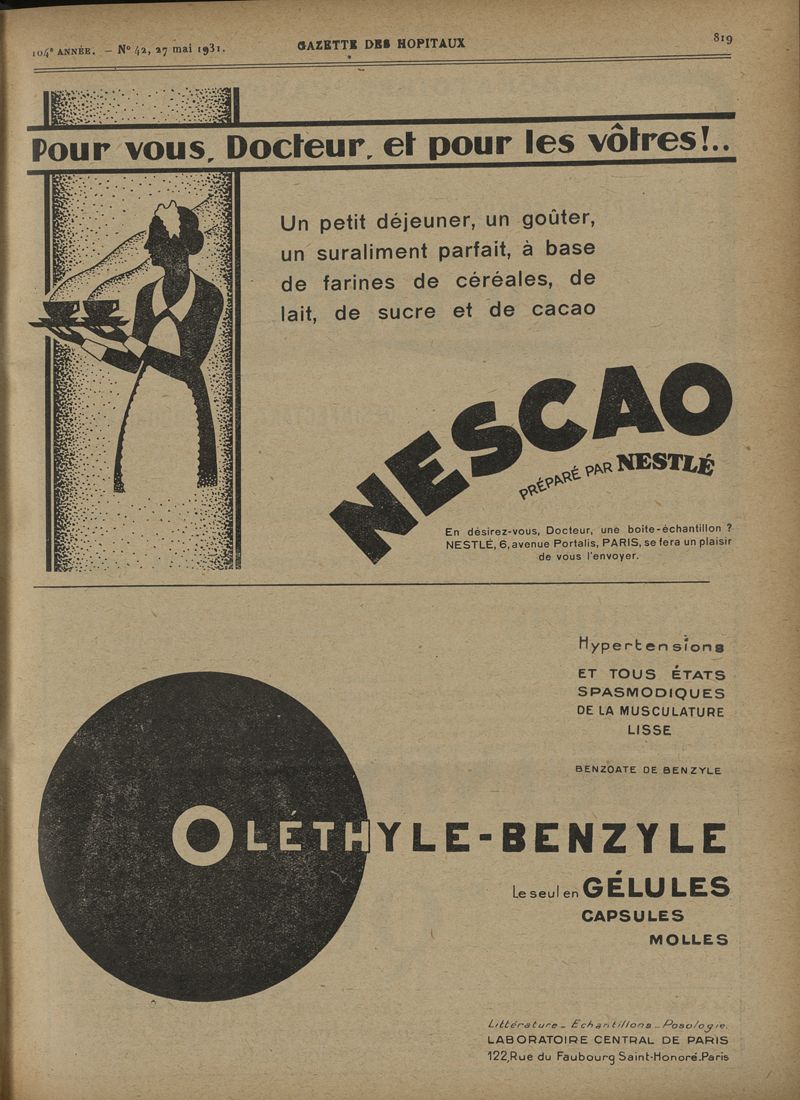 104ᵉ ANNÉE. – Nº 42, 27 mai 1931.
GAZETTE DES HOPITAUX
819
Pour vous, Docteur, et pour les vôtres!..
Un petit déjeuner, un goûter,
un suraliment parfait, à base
de farines de céréales, de
lait, de sucre et de cacao
NESCAO
PRÉPARÉ PAR NESTLÉ
En désirez-vous, Docteur, une boite-échantillon ?
NESTLÉ, 6, avenue Portalis, PARIS, se fera un plaisir
de vous l'envoyer.
Hypertensions
ET TOUS ÉTATS
SPASMODIQUES
DE LA MUSCULATURE
LISSE
BENZOATE DE BENZYLE
OLÉTHYLE-BENZYLE
Le seul en GÉLULES
CAPSULES
MOLLES
Littérature _ Echantillons _ Posologie.
LABORATOIRE CENTRAL DE PARIS
122, Rue du Faubourg Saint-Honoré. Paris